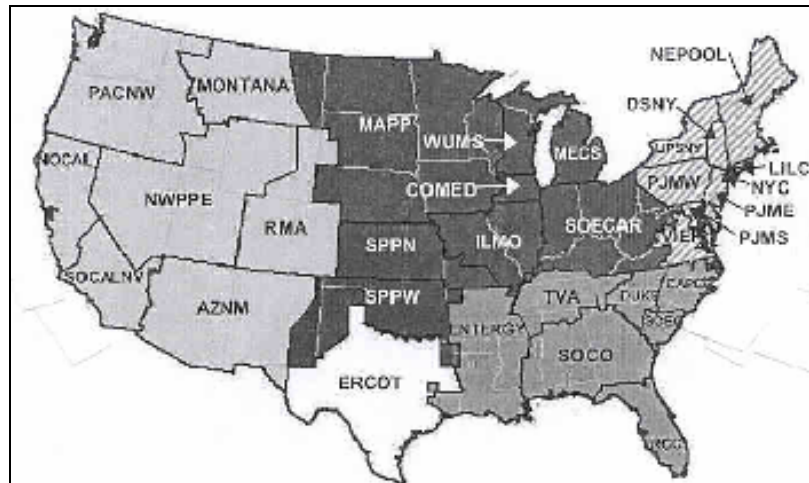 NEPOOL
MONTANA
PACNW
DSNY
MAPP
WUMS
UPSNY
MECS
NOCAL
LILC
PJMW
NYC
COMED
NWPPE
PJME
RMA
SOECAR
ILMO
SPPN
PJMS
SOCALNV
SPPW
TVA
DUKE
AZNM
ENTERGY
SOCO
ERCOT